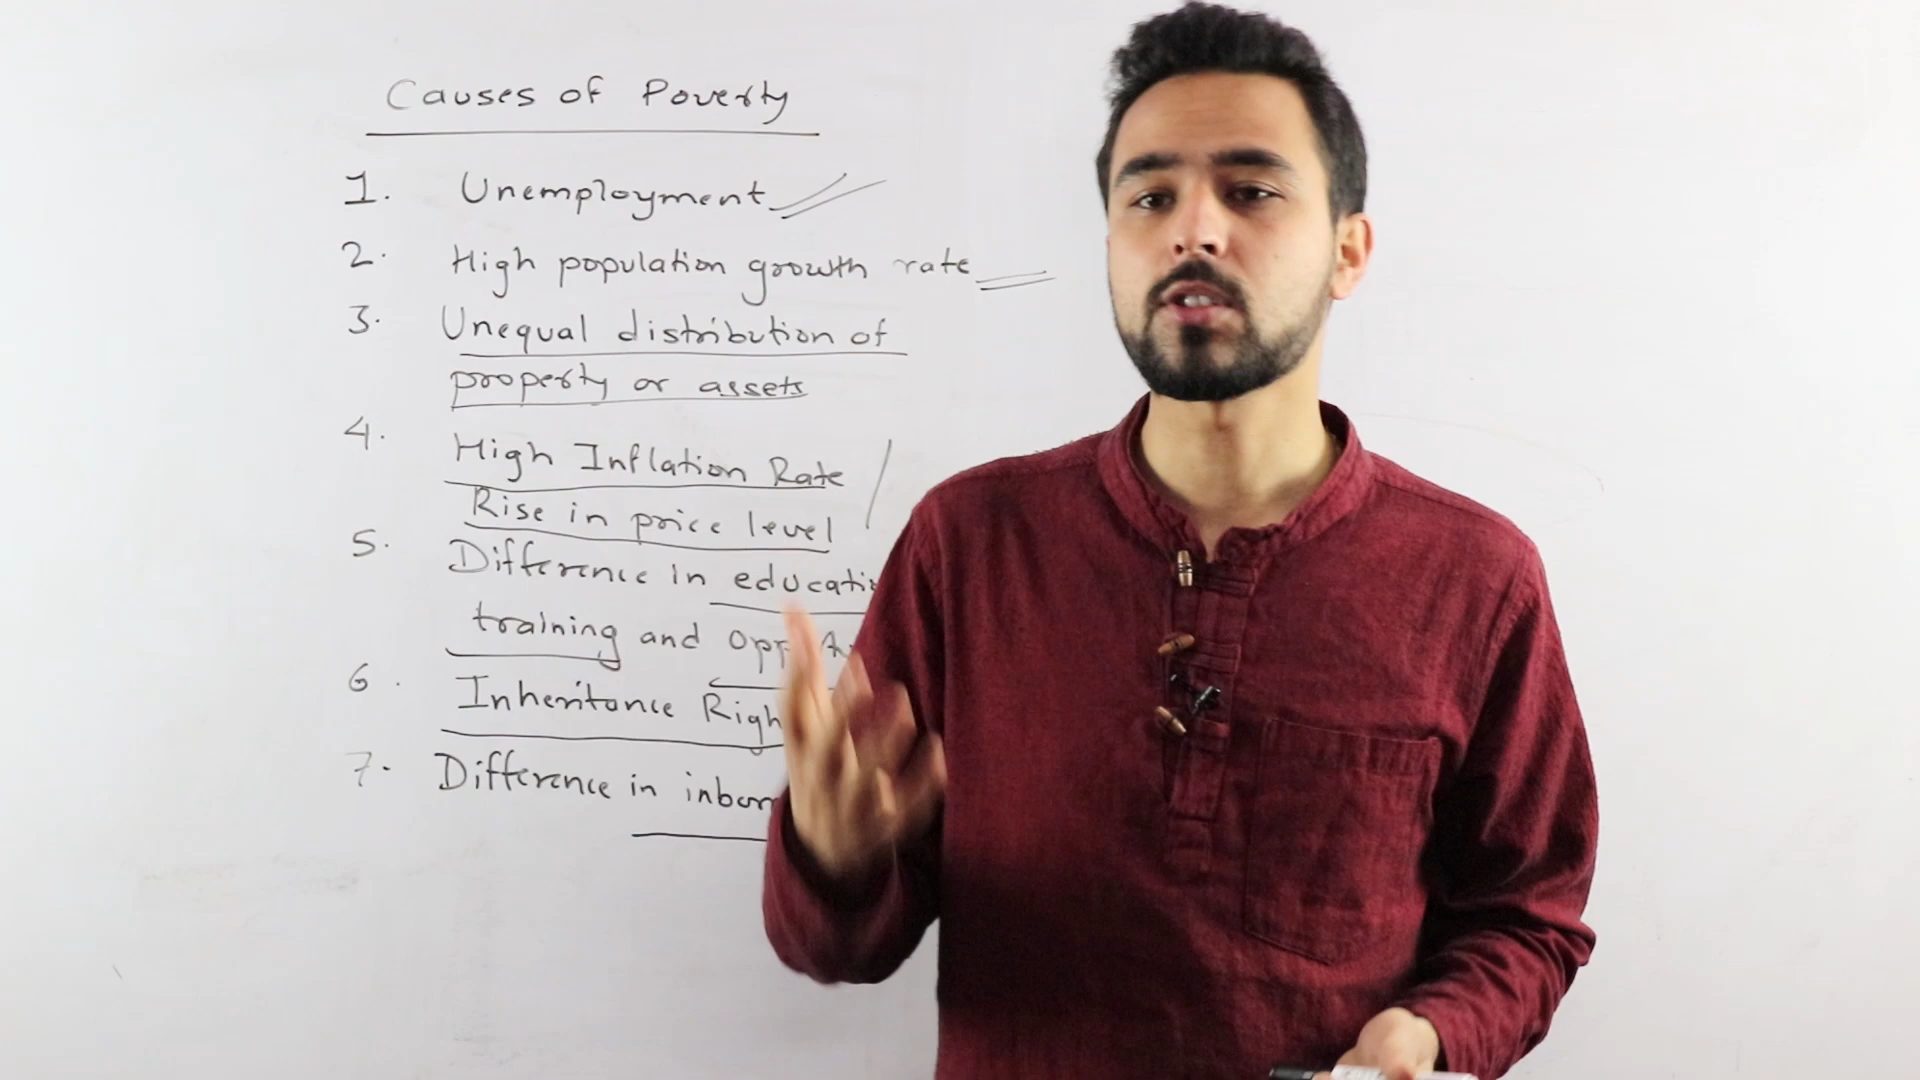 Causes of Poverty
1. Unemployment
2. High population growth rate
3. Unequal distribution of
property or assets
4. High Inflation Rate
Rise in price level
5. Difference in
training and
6. Inheritance
7. Difference in